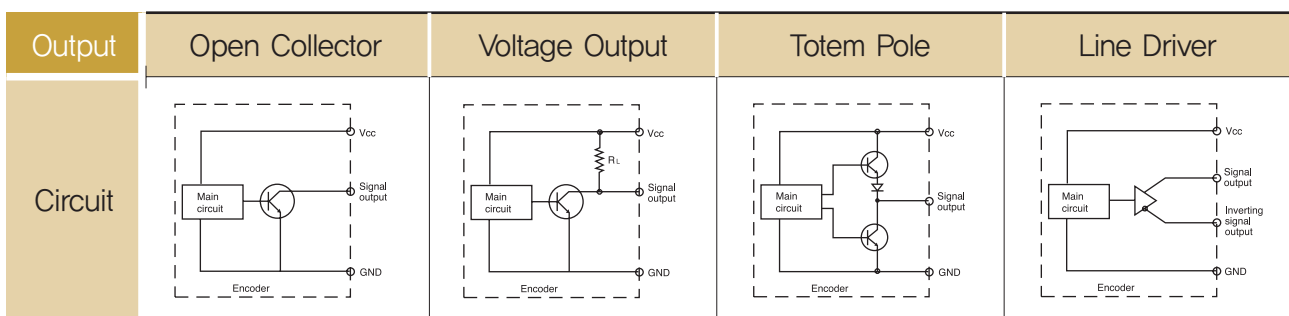 Output
Open Collector
Voltage Output
Totem Pole
Line Driver
Circuit
Vcc
Main
circuit
Signal
output
GND
Encoder
Vcc
RL
Main
circuit
Signal
output
GND
Encoder
Vcc
Main
circuit
Signal
output
GND
Encoder
Vcc
Main
circuit
Signal
output
Inverting
signal
output
GND
Encoder